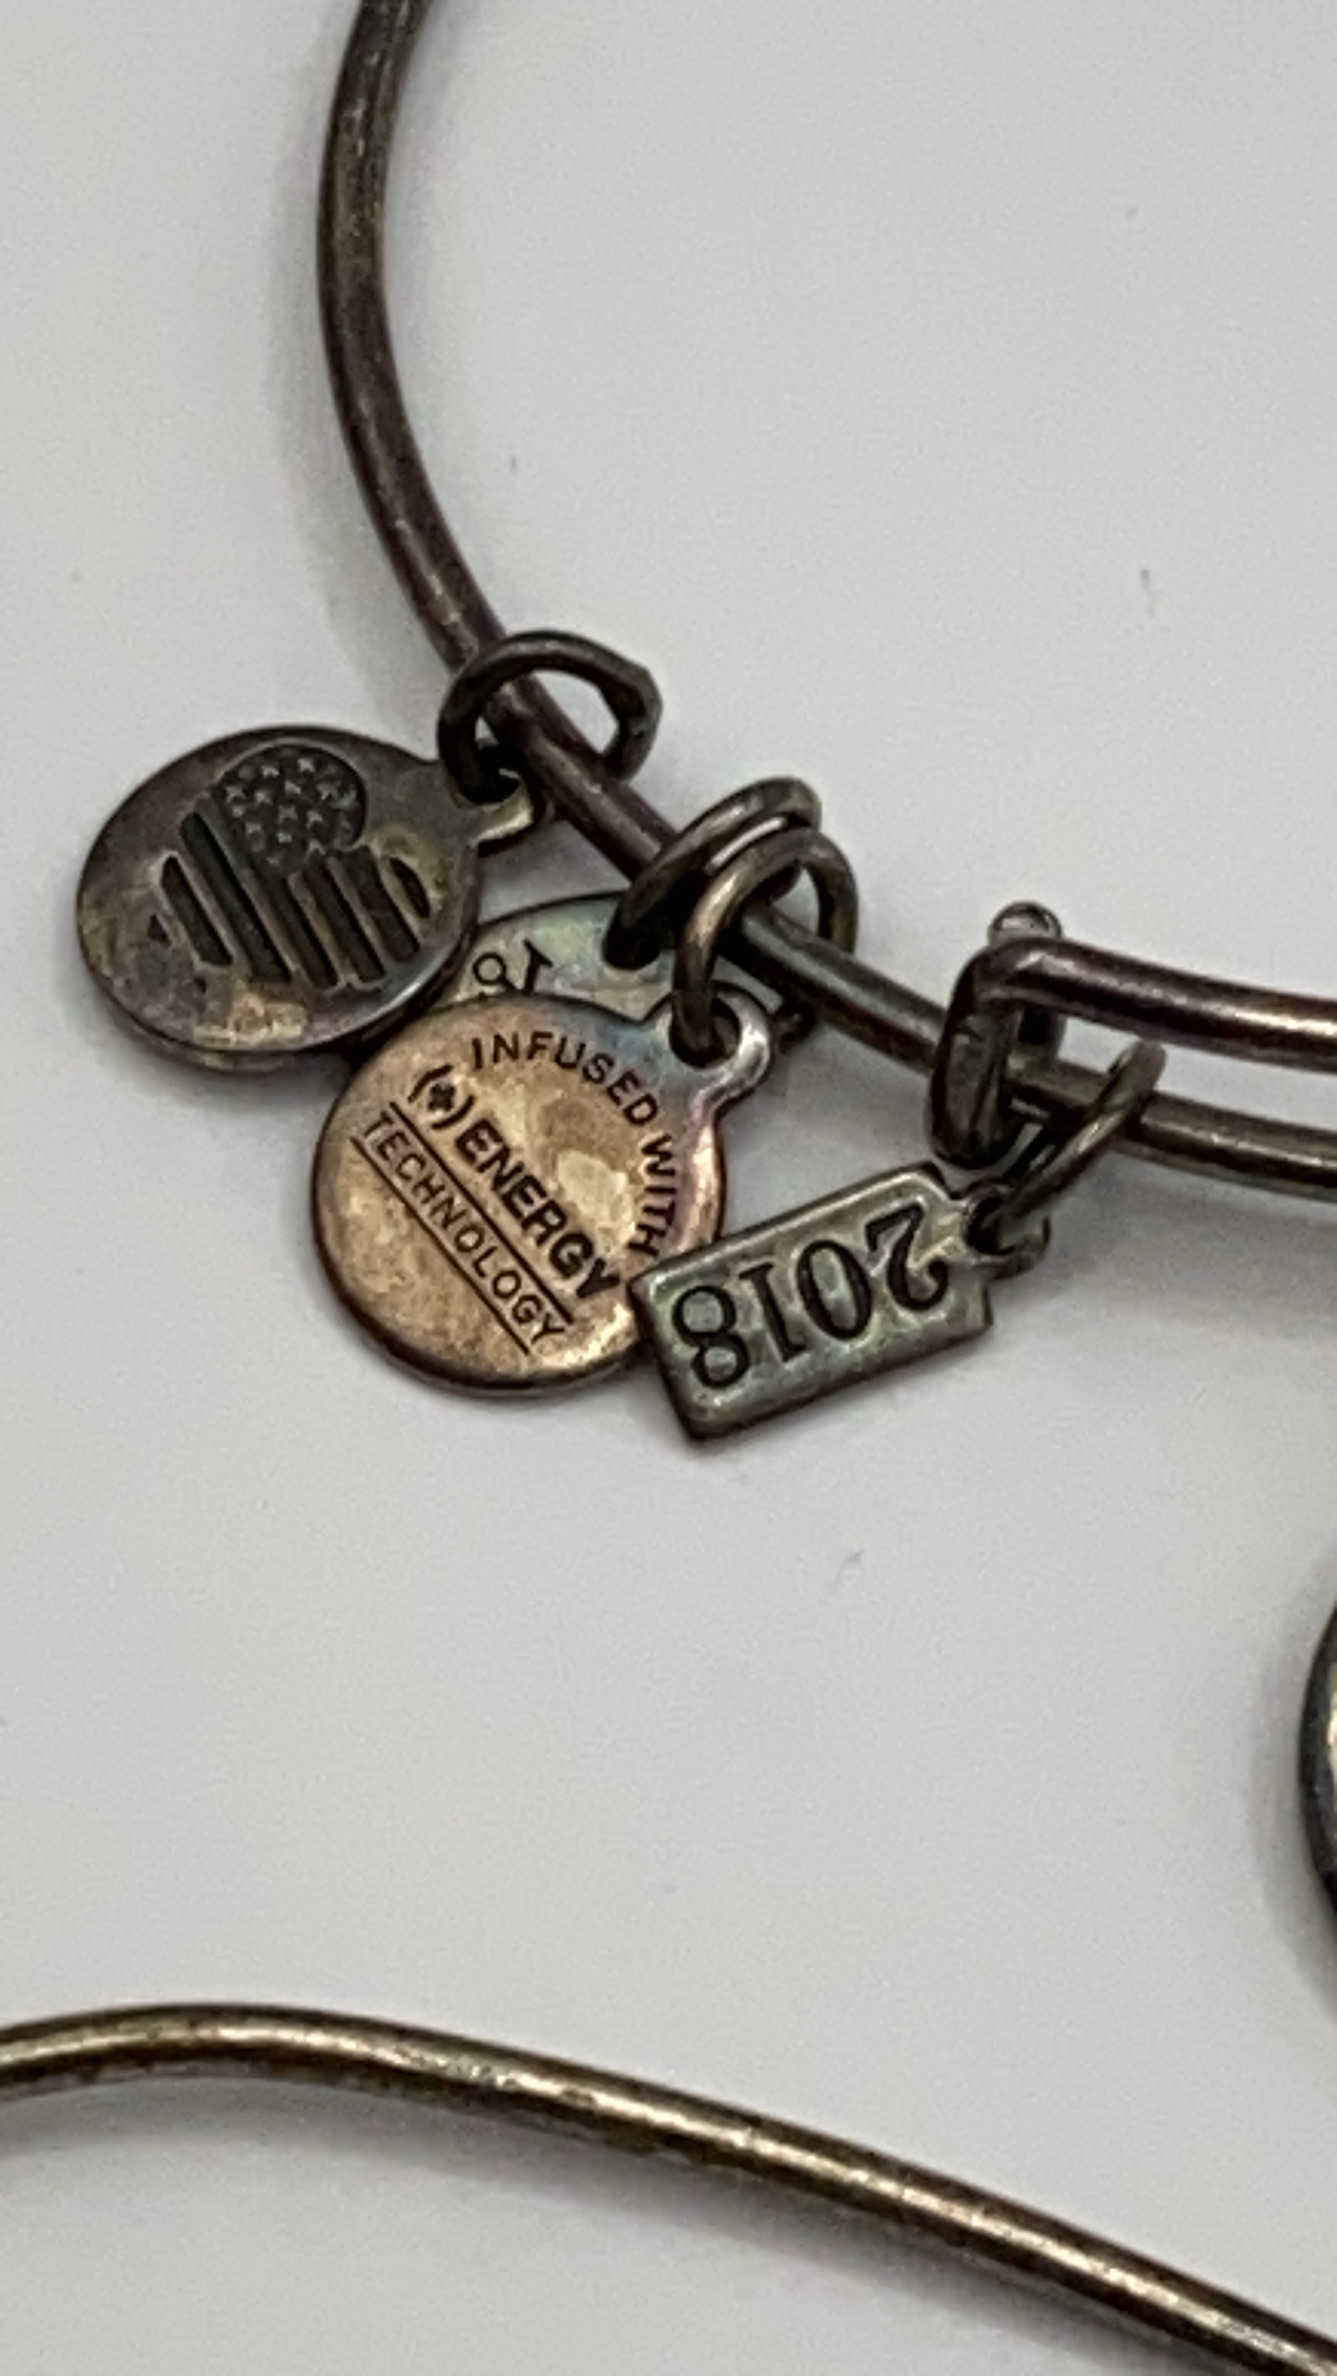 INFUSED WITH
(+) ENERGY
TECHNOLOGY
2018